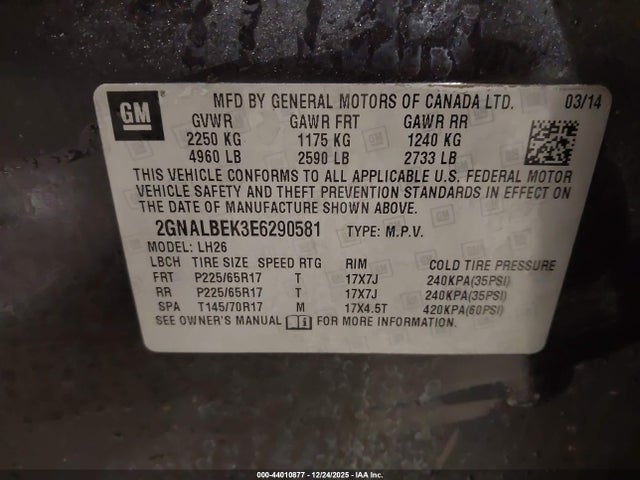 GM
MFD BY GENERAL MOTORS OF CANADA LTD. 03/14
GVWR GAWR FRT GAWR RR
2250 KG 1175 KG 1240 KG
4960 LB 2590 LB 2733 LB
THIS VEHICLE CONFORMS TO ALL APPLICABLE U.S. FEDERAL MOTOR
VEHICLE SAFETY AND THEFT PREVENTION STANDARDS IN EFFECT ON
THE DATE OF MANUFACTURE SHOWN ABOVE.
2GNALBEK3E6290581 TYPE: M.P.V.
MODEL: LH26
LBCH TIRE SIZE SPEED RTG RIM COLD TIRE PRESSURE
FRT P225/65R17 T 17X7J 240KPA(35PSI)
RR P225/65R17 T 17X7J 240KPA(35PSI)
SPA T145/70R17 M 17X4.5T 420KPA(60PSI)
SEE OWNER'S MANUAL FOR MORE INFORMATION.
000-44010877 - 12/24/2025 - IAA Inc.